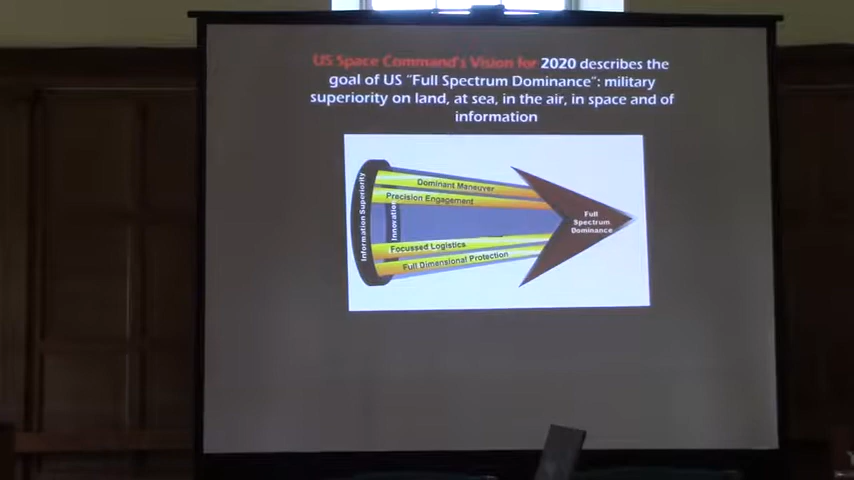 US Space Command's Vision for 2020 describes the
goal of US "Full Spectrum Dominance": military
superiority on land, at sea, in the air, in space and of
information
Information Superiority
Innovation
Dominant Maneuver
Precision Engagement
Focussed Logistics
Full Dimensional Protection
Full
Spectrum
Dominance